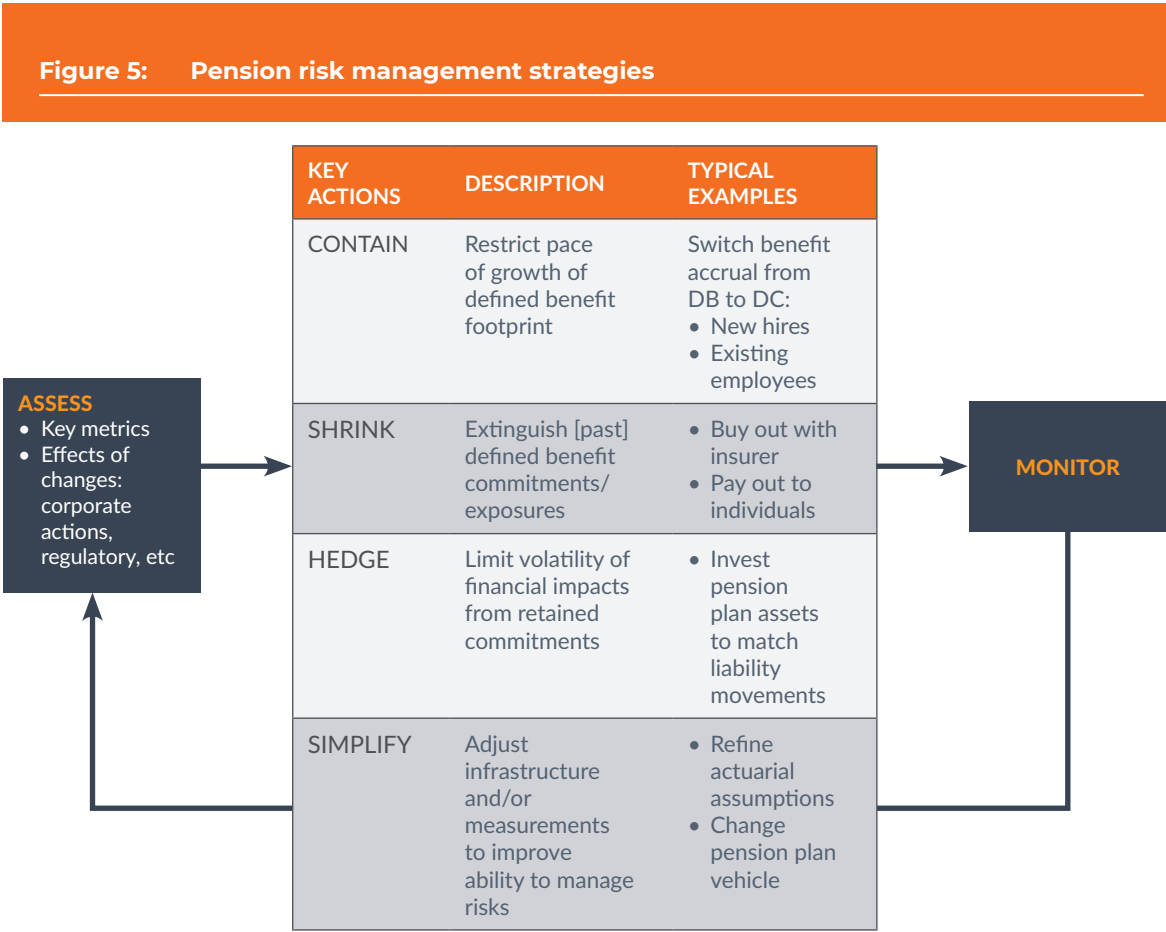 Figure 5: Pension risk management strategies
KEY
ACTIONS
DESCRIPTION
TYPICAL
EXAMPLES
CONTAIN
Restrict pace
of growth of
defined benefit
footprint
Switch benefit
accrual from
DB to DC:
• New hires
• Existing
employees
ASSESS
• Key metrics
• Effects of
changes:
corporate
actions,
regulatory, etc
SHRINK
Extinguish [past]
defined benefit
commitments/
exposures
• Buy out with
insurer
• Pay out to
individuals
MONITOR
HEDGE
Limit volatility of
financial impacts
from retained
commitments
• Invest
pension
plan assets
to match
liability
movements
SIMPLIFY
Adjust
infrastructure
and/or
measurements
to improve
ability to manage
risks
• Refine
actuarial
assumptions
• Change
pension plan
vehicle